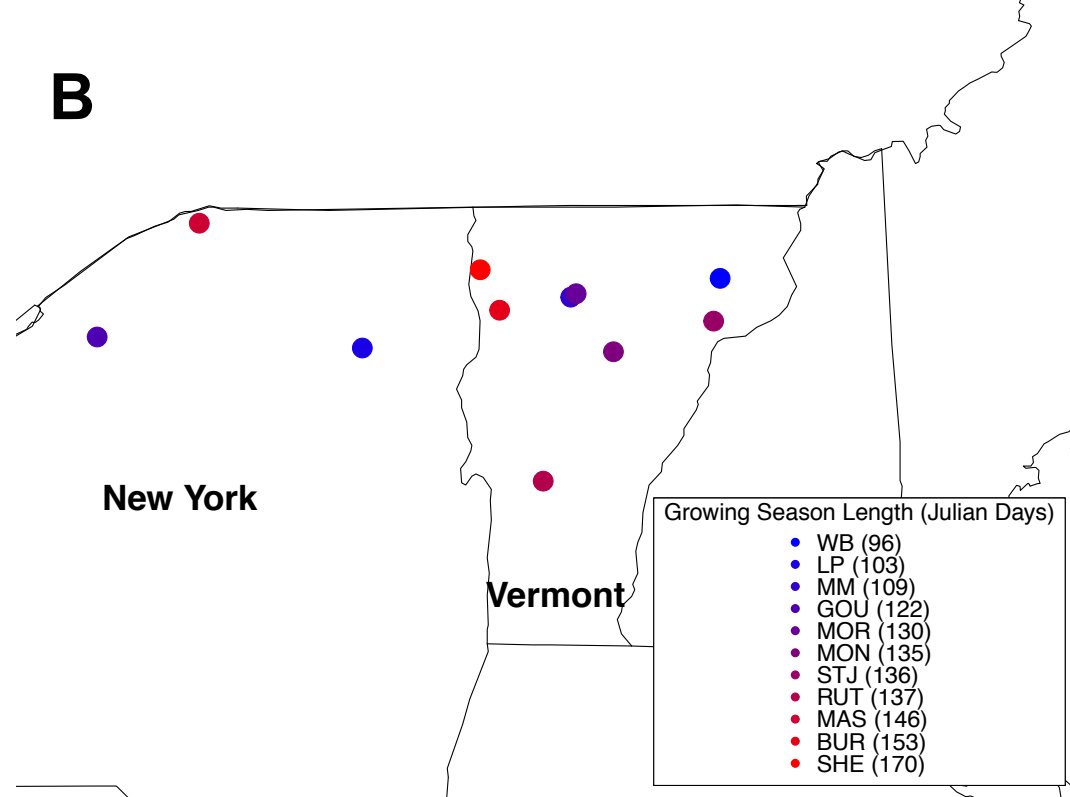 B
New York
Vermont
Growing Season Length (Julian Days)
WB (96)
LP (103)
MM (109)
GOU (122)
MOR (130)
MON (135)
STJ (136)
RUT (137)
MAS (146)
BUR (153)
SHE (170)